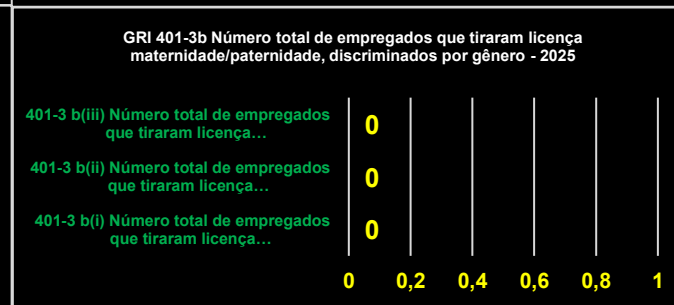 GRI 401-3b Número total de empregados que tiraram licença
maternidade/paternidade, discriminados por gênero - 2025
401-3 b(iii) Número total de empregados
que tiraram licença…
0
401-3 b(ii) Número total de empregados
que tiraram licença…
0
401-3 b(i) Número total de empregados
que tiraram licença…
0
0 0,2 0,4 0,6 0,8 1